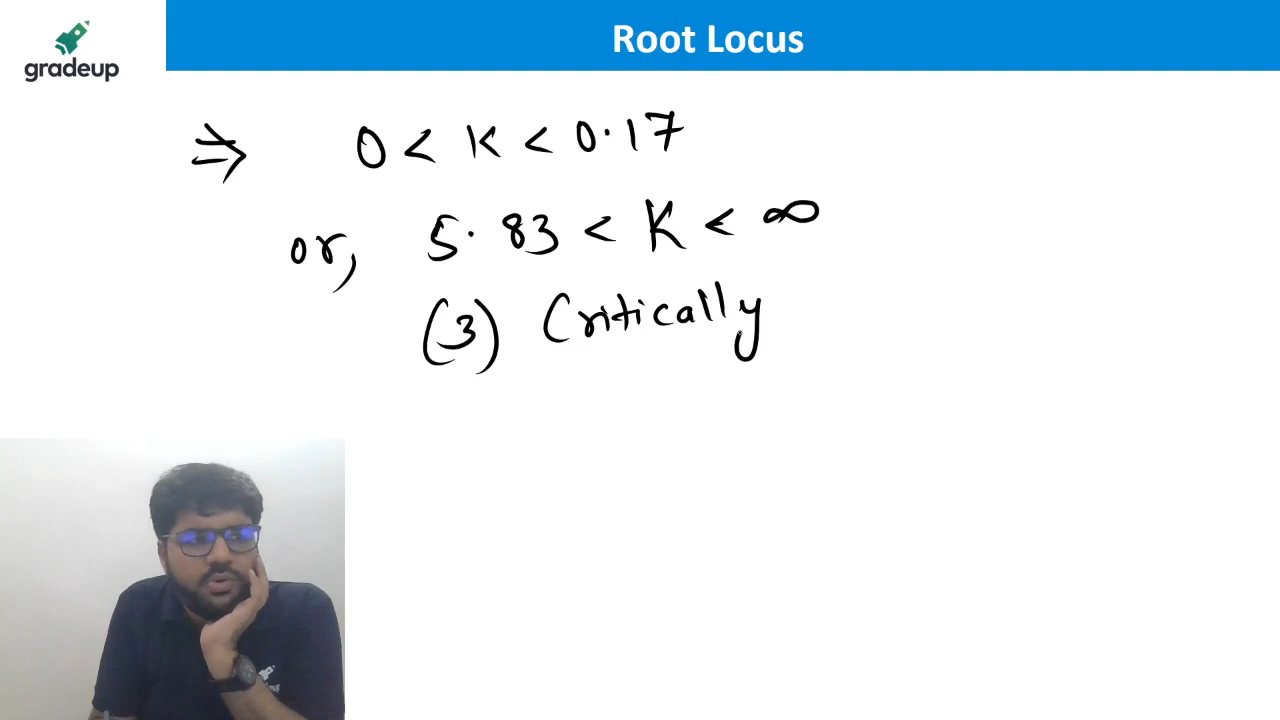 Root Locus
gradeup
⇒ 0 < K < 0.17
or, 5.83 < K < ∞
(3) Critically